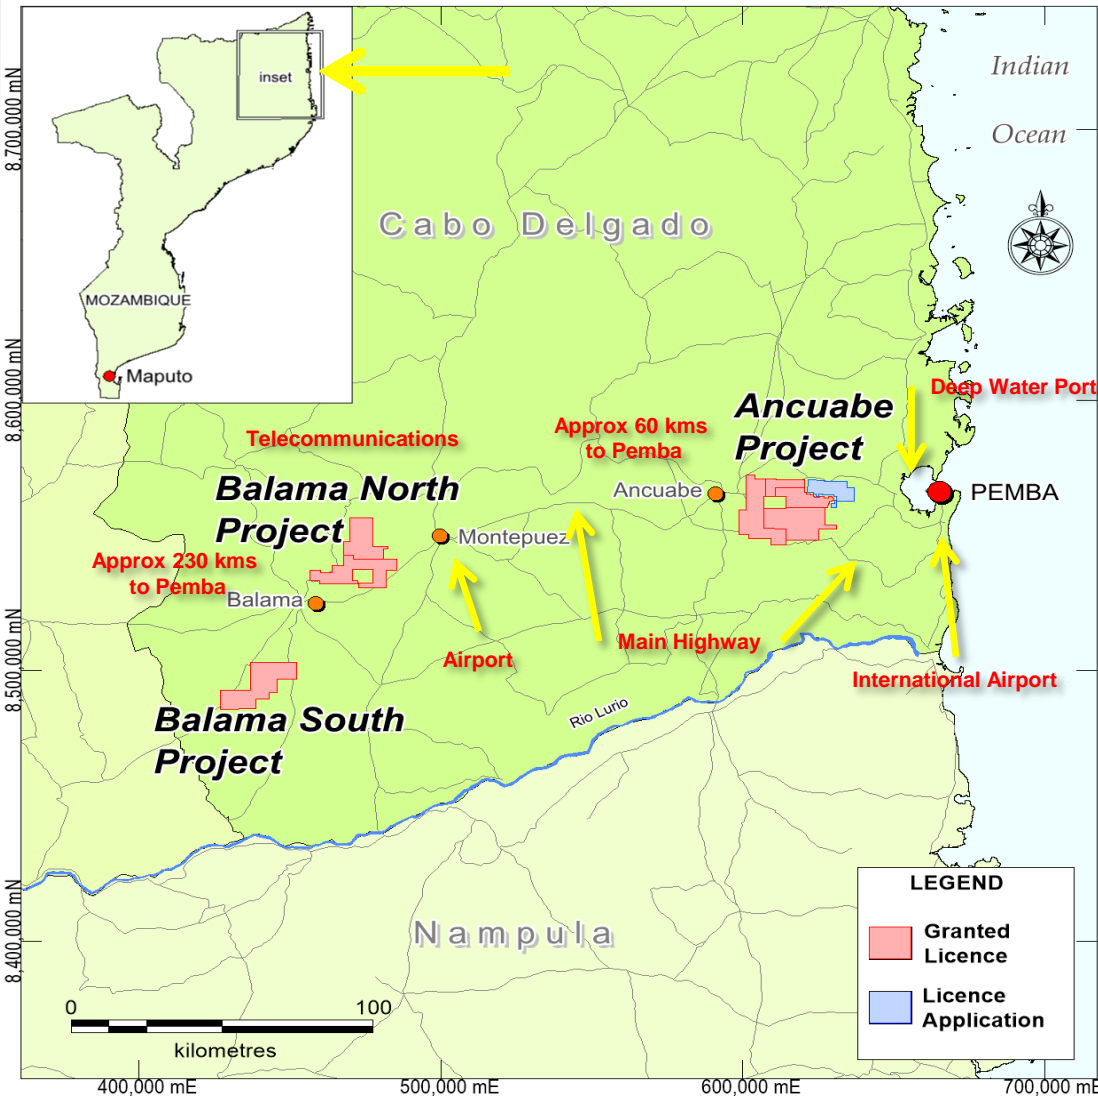 inset
MOZAMBIQUE
Maputo
Indian
Ocean
Cabo Delgado
Deep Water Port
Ancuabe
Project
Approx 60 kms
to Pemba
Telecommunications
Balama North
Project
Ancuabe
PEMBA
Montepuez
Approx 230 kms
to Pemba
Balama
Main Highway
Airport
International Airport
Balama South
Project
Rio Lurio
Nampula
LEGEND
Granted
Licence
Licence
Application
0 100
kilometres
8,700,000 mN
8,600,000 mN
8,500,000 mN
8,400,000 mN
400,000 mE
500,000 mE
600,000 mE
700,000 mE